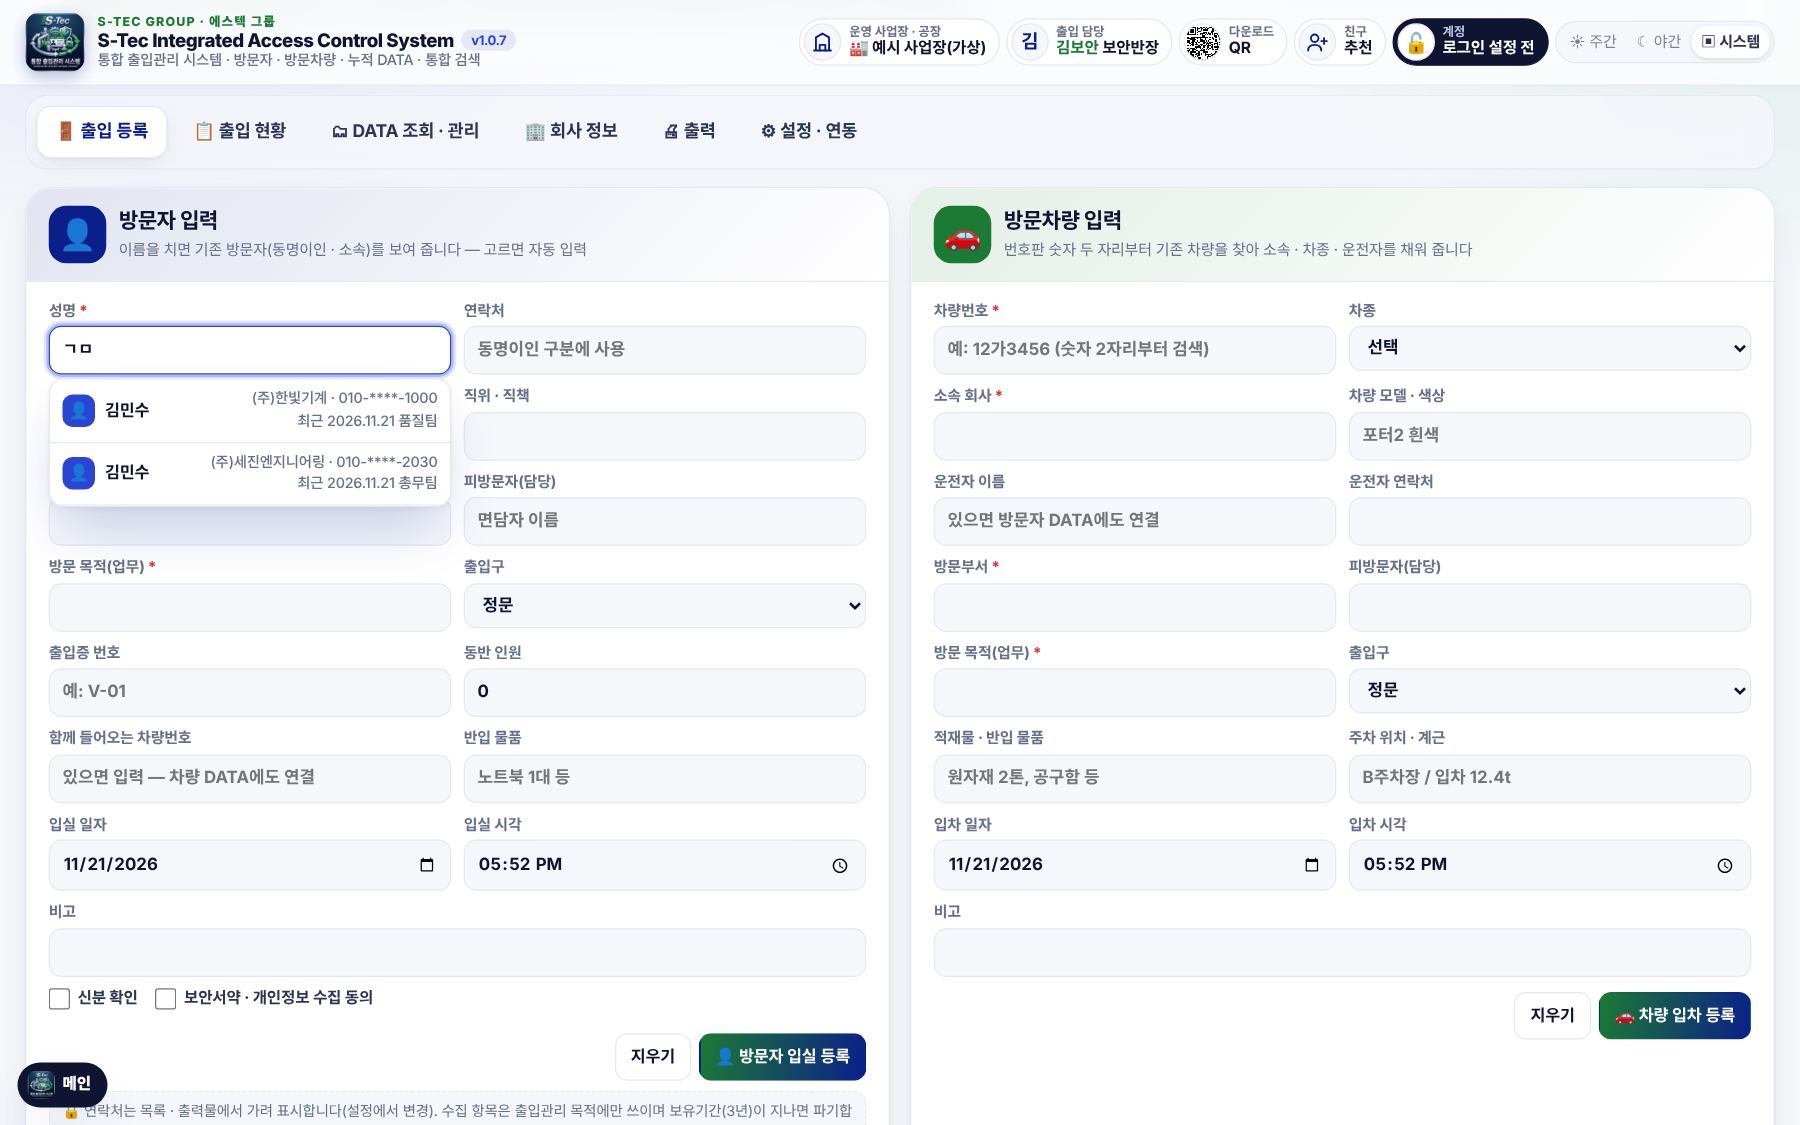 S-TEC GROUP · 에스텍 그룹
S-Tec Integrated Access Control System v1.0.7
통합 출입관리 시스템 · 방문자 · 방문차량 · 누적 DATA · 통합 검색
운영 사업장 · 공장
🏭 예시 사업장(가상)
김
출입 담당
김보안 보안반장
다운로드
QR
친구
추천
계정
로그인 설정 전
주간
야간
시스템
출입 등록
출입 현황
DATA 조회 · 관리
회사 정보
출력
설정 · 연동
방문자 입력
이름을 치면 기존 방문자(동명이인 · 소속)를 보여 줍니다 — 고르면 자동 입력
성명 *
ㄱㅁ
연락처
동명이인 구분에 사용
김민수
(주)한빛기계 · 010-****-1000
최근 2026.11.21 품질팀
김민수
(주)세진엔지니어링 · 010-****-2030
최근 2026.11.21 총무팀
직위 · 직책
피방문자(담당)
면담자 이름
방문 목적(업무) *
출입구
정문
출입증 번호
예: V-01
동반 인원
0
함께 들어오는 차량번호
있으면 입력 — 차량 DATA에도 연결
반입 물품
노트북 1대 등
입실 일자
11/21/2026
입실 시각
05:52 PM
비고
신분 확인
보안서약 · 개인정보 수집 동의
지우기
방문자 입실 등록
연락처는 목록 · 출력물에서 가려 표시합니다(설정에서 변경). 수집 항목은 출입관리 목적에만 쓰이며 보유기간(3년)이 지나면 파기합
메인
방문차량 입력
번호판 숫자 두 자리부터 기존 차량을 찾아 소속 · 차종 · 운전자를 채워 줍니다
차량번호 *
예: 12가3456 (숫자 2자리부터 검색)
차종
선택
소속 회사 *
차량 모델 · 색상
포터2 흰색
운전자 이름
있으면 방문자 DATA에도 연결
운전자 연락처
방문부서 *
피방문자(담당)
방문 목적(업무) *
출입구
정문
적재물 · 반입 물품
원자재 2톤, 공구함 등
주차 위치 · 계근
B주차장 / 입차 12.4t
입차 일자
11/21/2026
입차 시각
05:52 PM
비고
지우기
차량 입차 등록